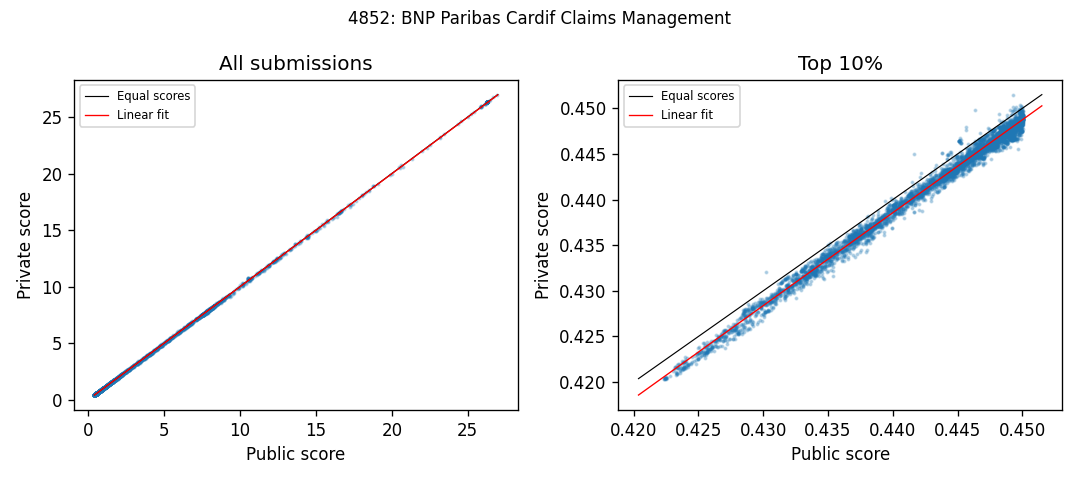 4852: BNP Paribas Cardif Claims Management
All submissions
Equal scores
Linear fit
25
20
15
10
5
0
Private score
0 5 10 15 20 25
Public score
Top 10%
Equal scores
Linear fit
0.450
0.445
0.440
0.435
0.430
0.425
0.420
Private score
0.420 0.425 0.430 0.435 0.440 0.445 0.450
Public score